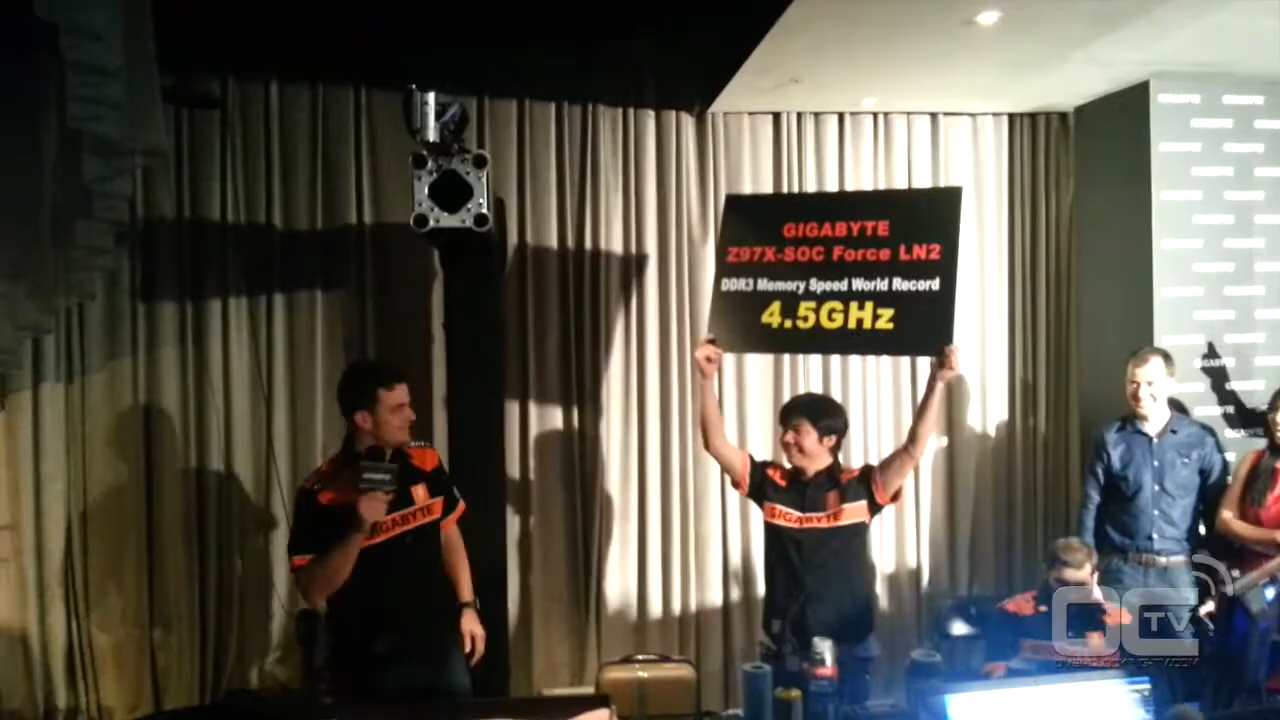 GIGABYTE
Z97X-SOC Force LN2
DDR3 Memory Speed World Record
4.5GHz
GIGABYTE
GIGABYTE
OC
TV